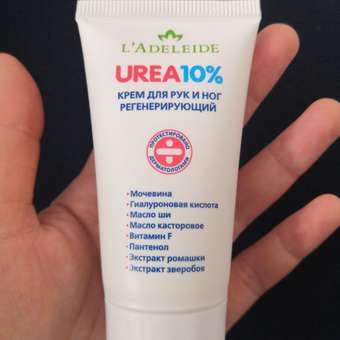 L'ADELEIDE
UREA10%
КРЕМ ДЛЯ РУК И НОГ
РЕГЕНЕРИРУЮЩИЙ
ПРОТЕСТИРОВАНО
ДЕРМАТОЛОГАМИ
•Мочевина
•Гиалуроновая кислота
•Масло ши
•Масло касторовое
•Витамин F
•Пантенол
•Экстракт ромашки
•Экстракт зверобов